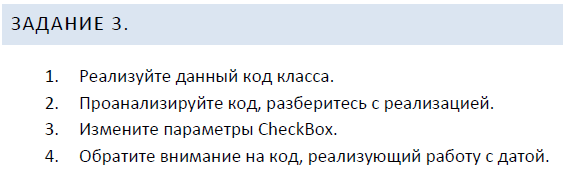 ЗАДАНИЕ 3.
1. Реализуйте данный код класса.
2. Проанализируйте код, разберитесь с реализацией.
3. Измените параметры CheckBox.
4. Обратите внимание на код, реализующий работу с датой.